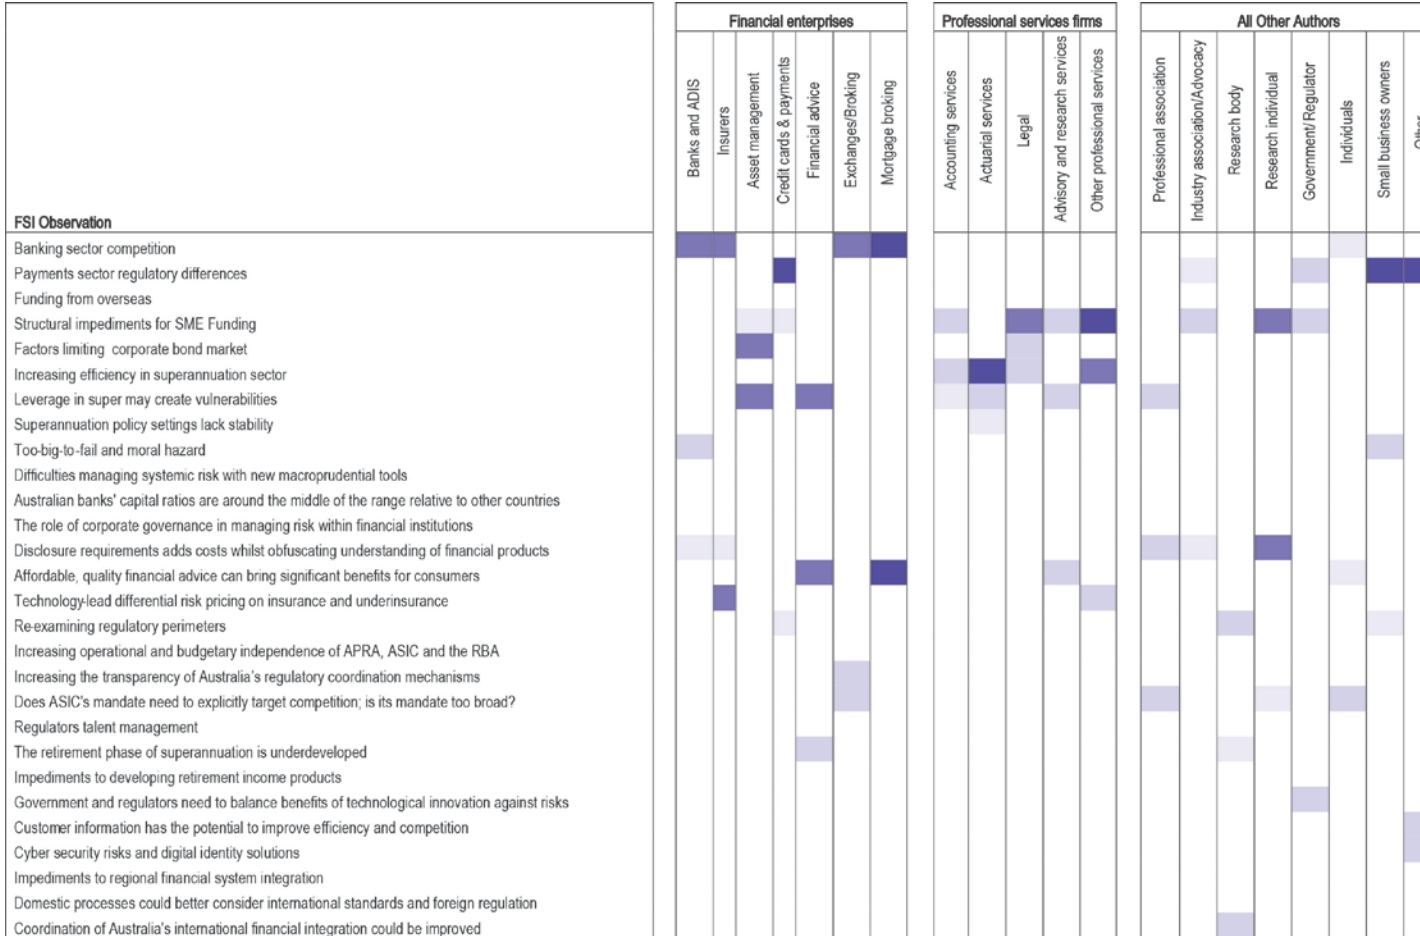 Financial enterprises
Professional services firms
All Other Authors
Banks and ADIS
Insurers
Asset management
Credit cards & payments
Financial advice
Exchanges/Broking
Mortgage broking
Accounting services
Actuarial services
Legal
Advisory and research services
Other professional services
Professional association
Industry association/Advocacy
Research body
Research individual
Government/ Regulator
Individuals
Small business owners
Other
FSI Observation
Banking sector competition
Payments sector regulatory differences
Funding from overseas
Structural impediments for SME Funding
Factors limiting corporate bond market
Increasing efficiency in superannuation sector
Leverage in super may create vulnerabilities
Superannuation policy settings lack stability
Too-big-to-fail and moral hazard
Difficulties managing systemic risk with new macroprudential tools
Australian banks' capital ratios are around the middle of the range relative to other countries
The role of corporate governance in managing risk within financial institutions
Disclosure requirements adds costs whilst obfuscating understanding of financial products
Affordable, quality financial advice can bring significant benefits for consumers
Technology-lead differential risk pricing on insurance and underinsurance
Re-examining regulatory perimeters
Increasing operational and budgetary independence of APRA, ASIC and the RBA
Increasing the transparency of Australia's regulatory coordination mechanisms
Does ASIC's mandate need to explicitly target competition; is its mandate too broad?
Regulators talent management
The retirement phase of superannuation is underdeveloped
Impediments to developing retirement income products
Government and regulators need to balance benefits of technological innovation against risks
Customer information has the potential to improve efficiency and competition
Cyber security risks and digital identity solutions
Impediments to regional financial system integration
Domestic processes could better consider international standards and foreign regulation
Coordination of Australia's international financial integration could be improved